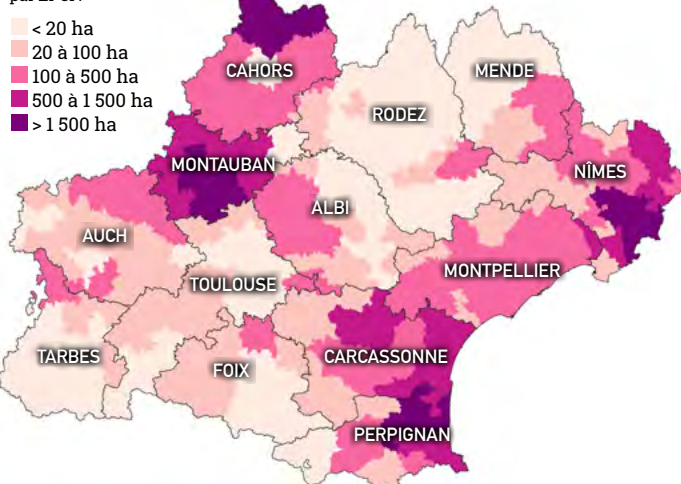 < 20 ha
20 à 100 ha
100 à 500 ha
500 à 1 500 ha
> 1 500 ha
CAHORS
MENDE
RODEZ
MONTAUBAN
NÎMES
ALBI
AUCH
MONTPELLIER
TOULOUSE
TARBES
CARCASSONNE
FOIX
PERPIGNAN